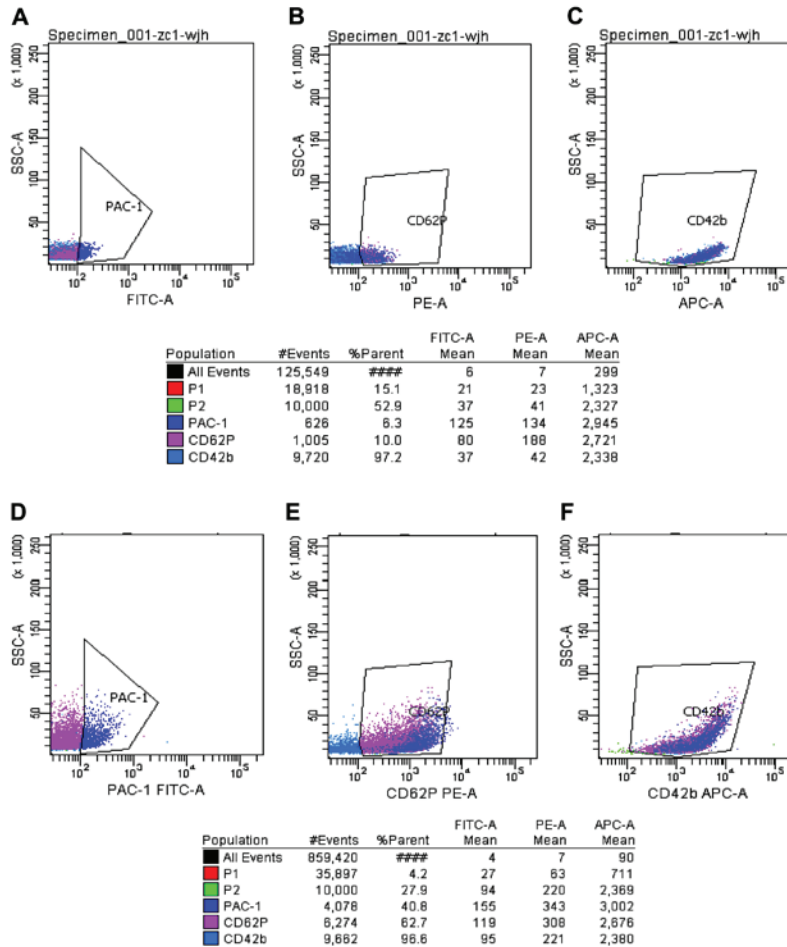 A
B
C
Specimen_001-zc1-wjh
Specimen_001-zc1-wjh
Specimen_001-zc1-wjh
(x 1,000)
SSC-A
50 100 150 200 250
PAC-1
10² 10³ 10⁴ 10⁵
FITC-A
(x 1,000)
SSC-A
50 100 150 200 250
CD62P
10² 10³ 10⁴ 10⁵
PE-A
(x 1,000)
SSC-A
50 100 150 200 250
CD42b
10² 10³ 10⁴ 10⁵
APC-A
FITC-A PE-A APC-A
Population #Events %Parent Mean Mean Mean
All Events 125,549 #### 6 7 299
P1 18,918 15.1 21 23 1,323
P2 10,000 52.9 37 41 2,327
PAC-1 626 6.3 125 134 2,945
CD62P 1,005 10.0 80 188 2,721
CD42b 9,720 97.2 37 42 2,338
D
E
F
(x 1,000)
SSC-A
50 100 150 200 250
PAC-1
10² 10³ 10⁴ 10⁵
PAC-1 FITC-A
(x 1,000)
SSC-A
50 100 150 200 250
CD62P
10² 10³ 10⁴ 10⁵
CD62P PE-A
(x 1,000)
SSC-A
50 100 150 200 250
CD42b
10² 10³ 10⁴ 10⁵
CD42b APC-A
FITC-A PE-A APC-A
Population #Events %Parent Mean Mean Mean
All Events 859,420 #### 4 7 90
P1 35,897 4.2 27 63 711
P2 10,000 27.9 94 220 2,369
PAC-1 4,078 40.8 155 343 3,002
CD62P 6,274 62.7 119 308 2,676
CD42b 9,662 96.6 95 221 2,380